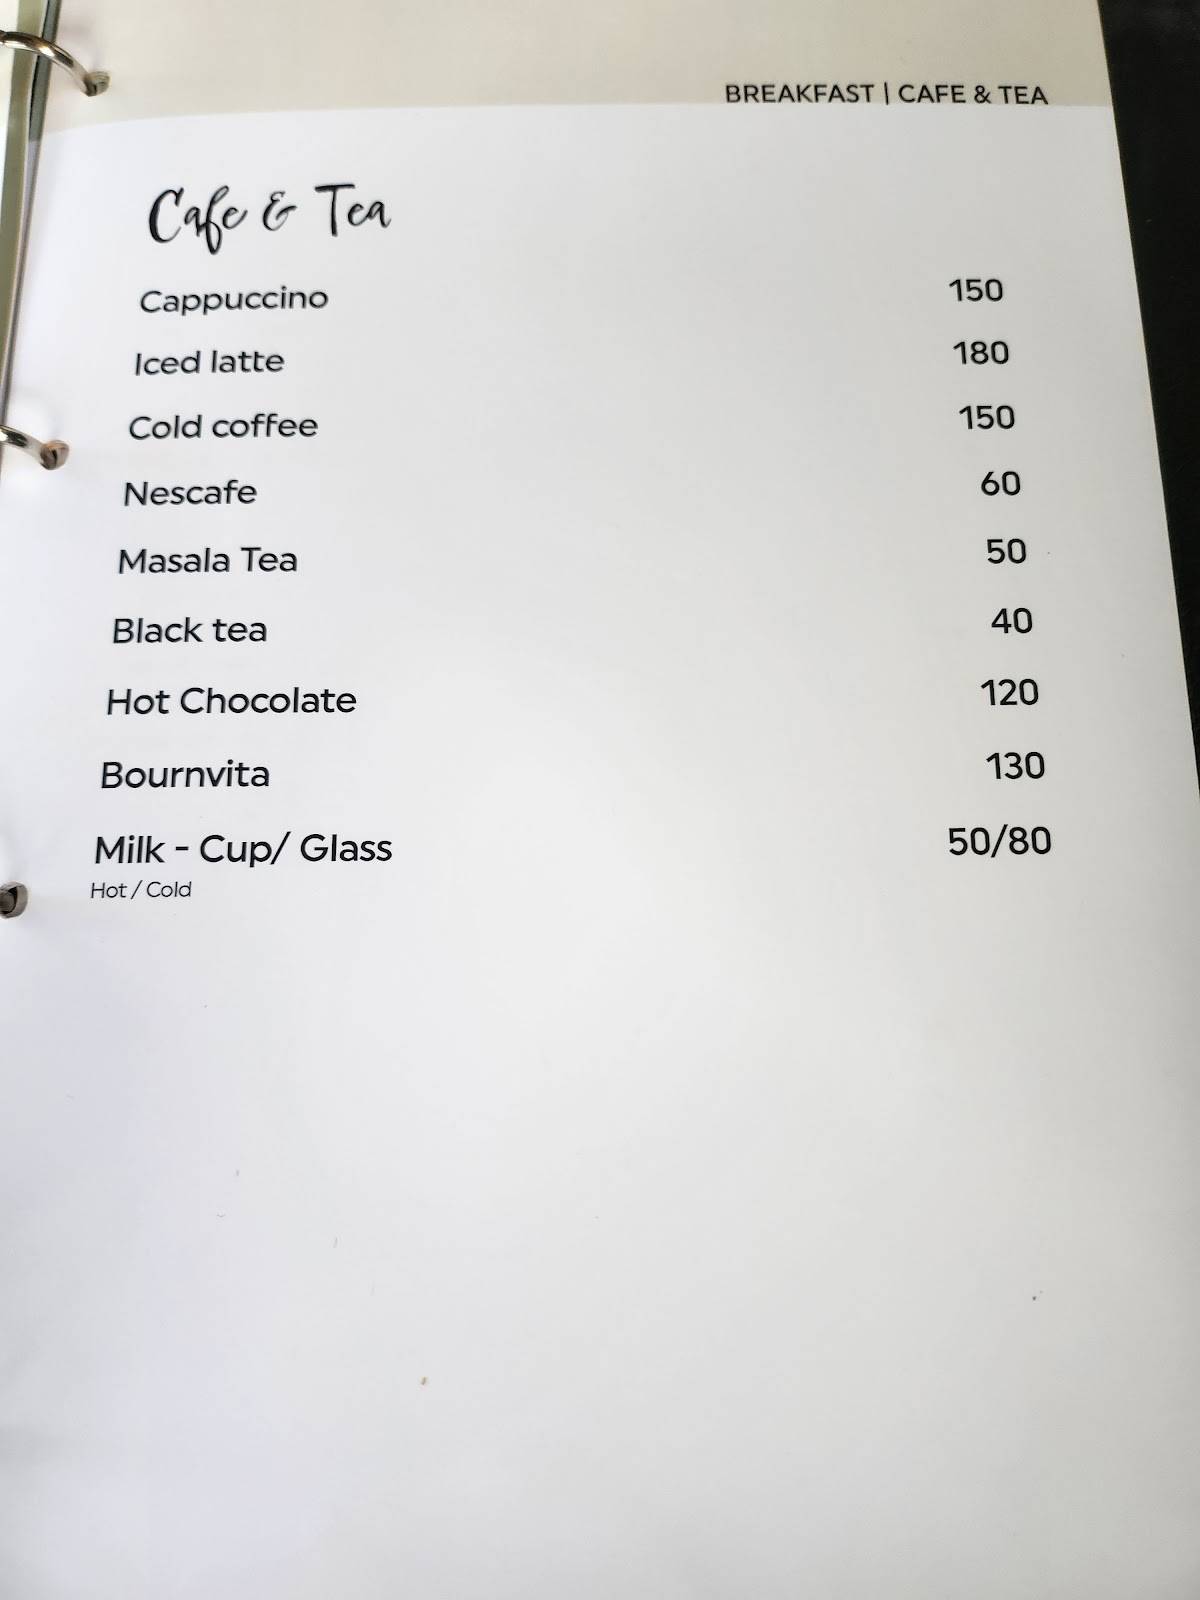 BREAKFAST | CAFE & TEA
Cafe & Tea
Cappuccino 150
Iced latte 180
Cold coffee 150
Nescafe 60
Masala Tea 50
Black tea 40
Hot Chocolate 120
Bournvita 130
Milk - Cup/ Glass 50/80
Hot / Cold